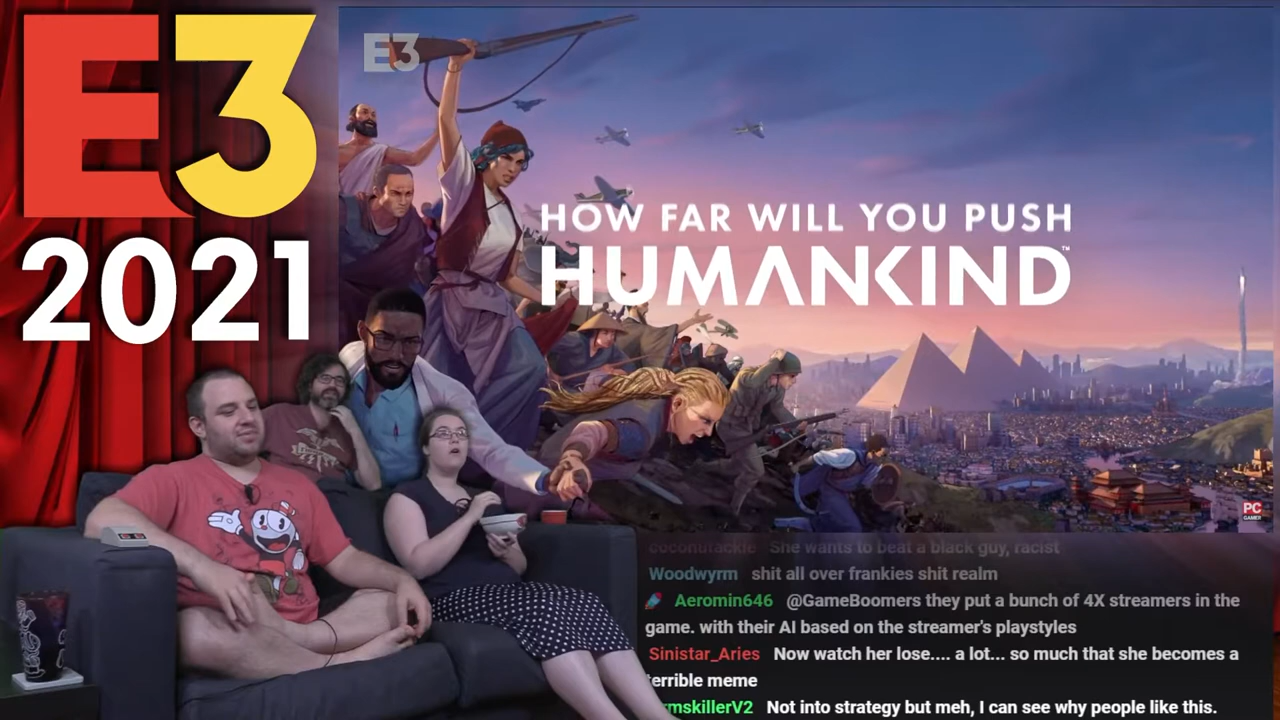 E3
2021
E3
HOW FAR WILL YOU PUSH
HUMANKIND™
PC
GAMER
coconutackie She wants to beat a black guy, racist
Woodwyrm shit all over frankies shit realm
Aeromin646 @GameBoomers they put a bunch of 4X streamers in the
game. with their AI based on the streamer's playstyles
Sinistar_Aries Now watch her lose.... a lot... so much that she becomes a
terrible meme
rmskillerV2 Not into strategy but meh, I can see why people like this.